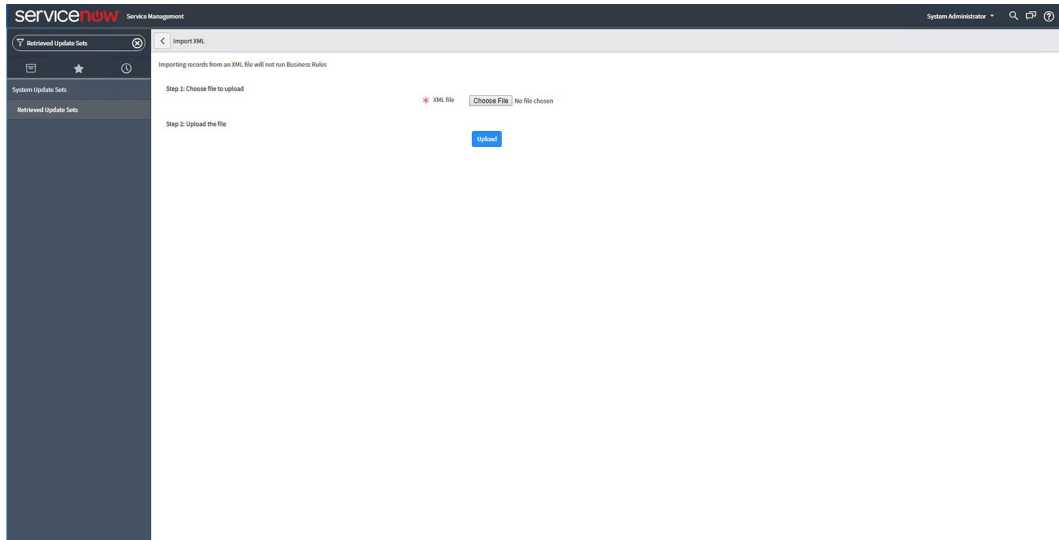 servicenow Service Management
System Administrator
Retrieved Update Sets
Import XML
Importing records from an XML file will not run Business Rules
System Update Sets
Retrieved Update Sets
Step 1: Choose file to upload
XML file Choose File No file chosen
Step 2: Upload the file
Upload